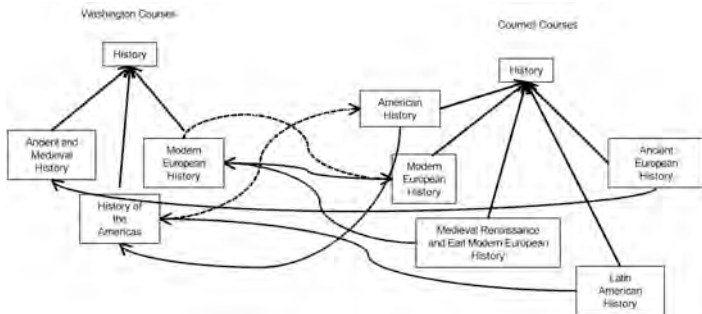 Washington Courses
History
Ancient and
Medieval
History
Modern
European
History
History of
the
Americas
Cournell Courses
History
American
History
Modern
European
History
Ancient
European
History
Medieval Renoissance
and Earl Modern European
History
Latin
American
History